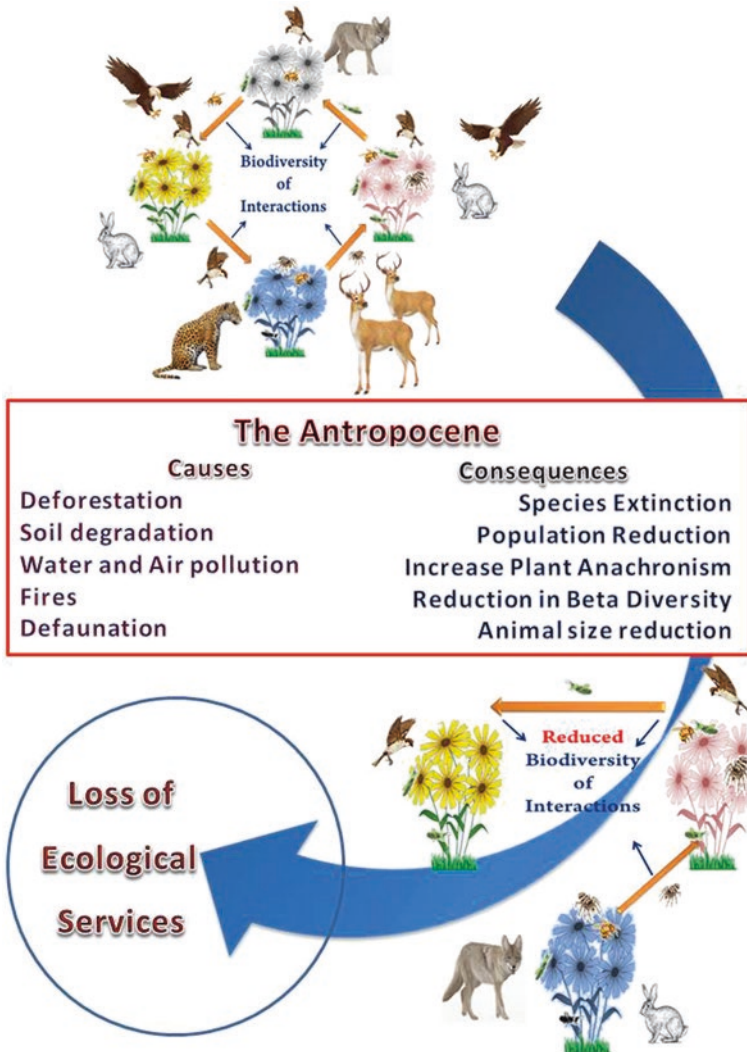 Biodiversity
of
Interactions
The Antropocene
Causes
Deforestation
Soil degradation
Water and Air pollution
Fires
Defaunation
Consequences
Species Extinction
Population Reduction
Increase Plant Anachronism
Reduction in Beta Diversity
Animal size reduction
Reduced
Biodiversity
of
Interactions
Loss of
Ecological
Services